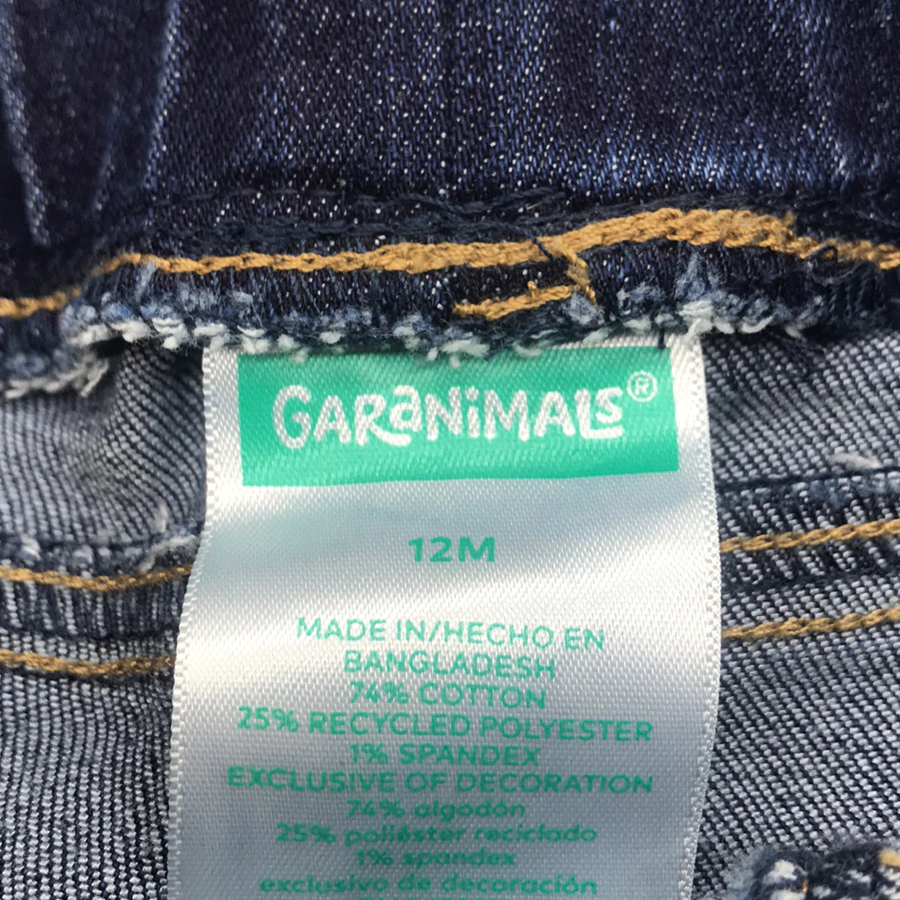 GARaNiMALS®
12M
MADE IN/HECHO EN
BANGLADESH
74% COTTON
25% RECYCLED POLYESTER
1% SPANDEX
EXCLUSIVE OF DECORATION
74% algodón
25% poliéster reciclado
1% spandex
exclusivo de decoración